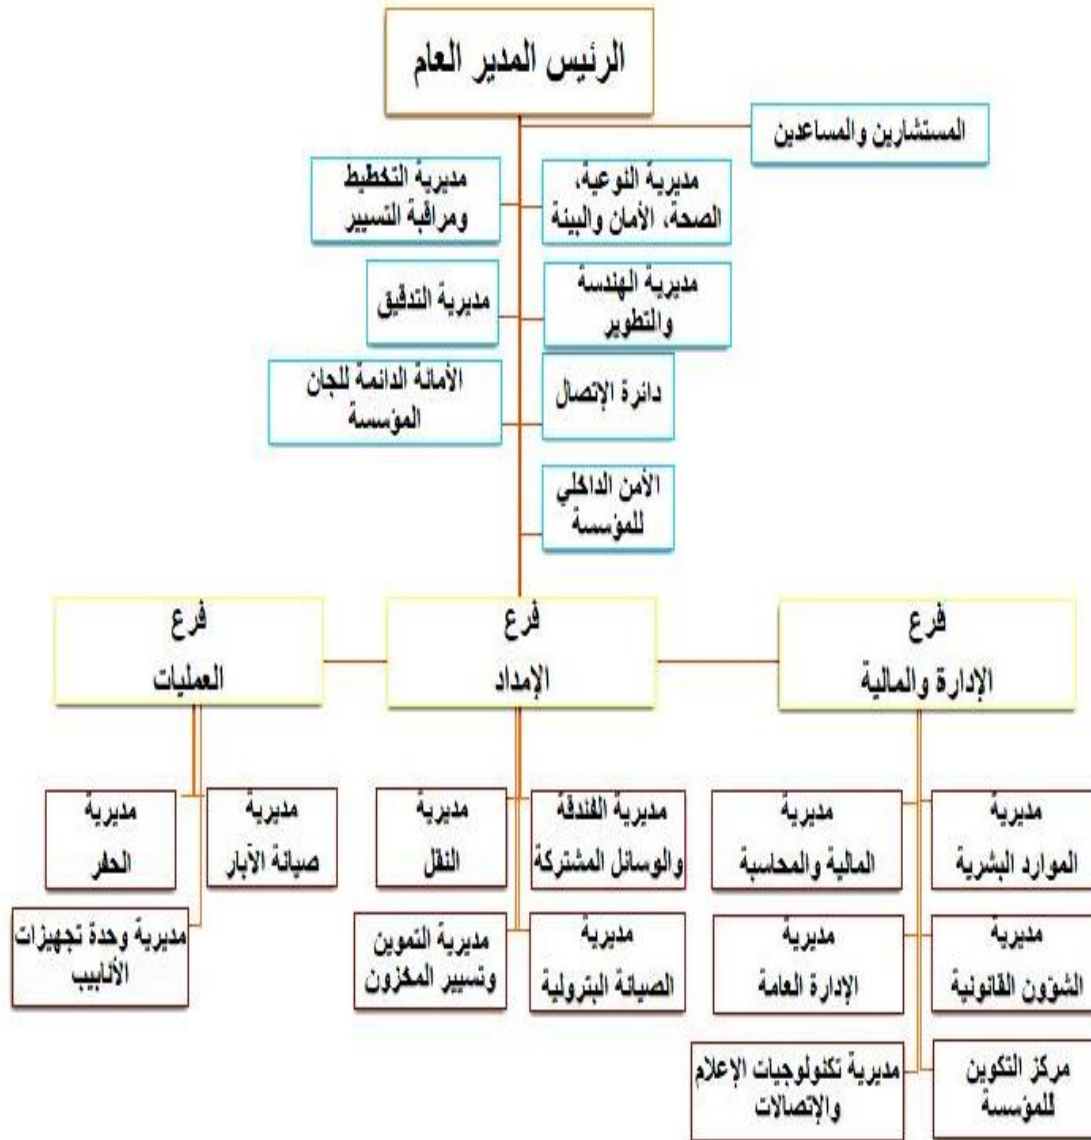 الرئيس المدير العام
المستشارين والمساعدين
مديرية النوعية،
الصحة، الأمان والبيئة
مديرية التخطيط
ومراقبة التسيير
مديرية الهندسة
والتطوير
مديرية التدقيق
دائرة الإتصال
الأمانة الدائمة للجان
المؤسسة
الأمن الداخلي
للمؤسسة
فرع
الإدارة والمالية
فرع
الإمداد
فرع
العمليات
مديرية
الموارد البشرية
مديرية
المالية والمحاسبة
مديرية
الشؤون القانونية
مديرية
الإدارة العامة
مركز التكوين
للمؤسسة
مديرية تكنولوجيات الإعلام
والإتصالات
مديرية الفندقة
والوسائل المشتركة
مديرية
النقل
مديرية
الصيانة البترولية
مديرية التموين
وتسيير المخزون
مديرية
صيانة الآبار
مديرية
الحفر
مديرية وحدة تجهيزات
الأنابيب